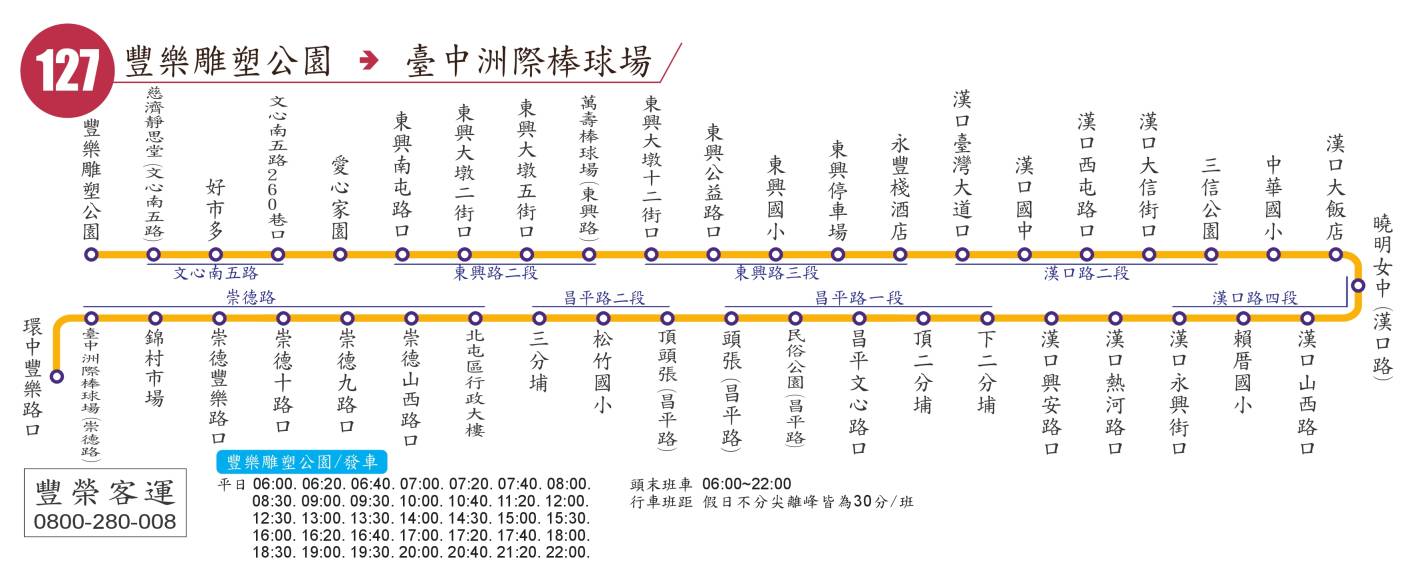 127
豐樂雕塑公園 ➔ 臺中洲際棒球場
豐樂雕塑公園
慈濟靜思堂(文心南五路)
好市多
文心南五路260巷口
愛心家園
東興南屯路口
東興大墩二街口
東興大墩五街口
萬壽棒球場(東興路)
東興大墩十二街口
東興公益路口
東興國小
東興停車場
永豐棧酒店
漢口臺灣大道口
漢口國中
漢口西屯路口
漢口大信街口
三信公園
中華國小
漢口大飯店
曉明女中(漢口路)
文心南五路
東興路二段
東興路三段
漢口路二段
崇德路
昌平路二段
昌平路一段
漢口路四段
環中豐樂路口
臺中洲際棒球場(崇德路)
錦村市場
崇德豐樂路口
崇德十路口
崇德九路口
崇德山西路口
北屯區行政大樓
三分埔
松竹國小
頂頭張(昌平路)
頭張(昌平路)
民俗公園(昌平路)
昌平文心路口
頂二分埔
下二分埔
漢口興安路口
漢口熱河路口
漢口永興街口
賴厝國小
漢口山西路口
豐榮客運
0800-280-008
豐樂雕塑公園/發車
平日 06:00. 06:20. 06:40. 07:00. 07:20. 07:40. 08:00.
08:30. 09:00. 09:30. 10:00. 10:40. 11:20. 12:00.
12:30. 13:00. 13:30. 14:00. 14:30. 15:00. 15:30.
16:00. 16:20. 16:40. 17:00. 17:20. 17:40. 18:00.
18:30. 19:00. 19:30. 20:00. 20:40. 21:20. 22:00.
頭末班車 06:00~22:00
行車班距 假日不分尖離峰皆為30分/班